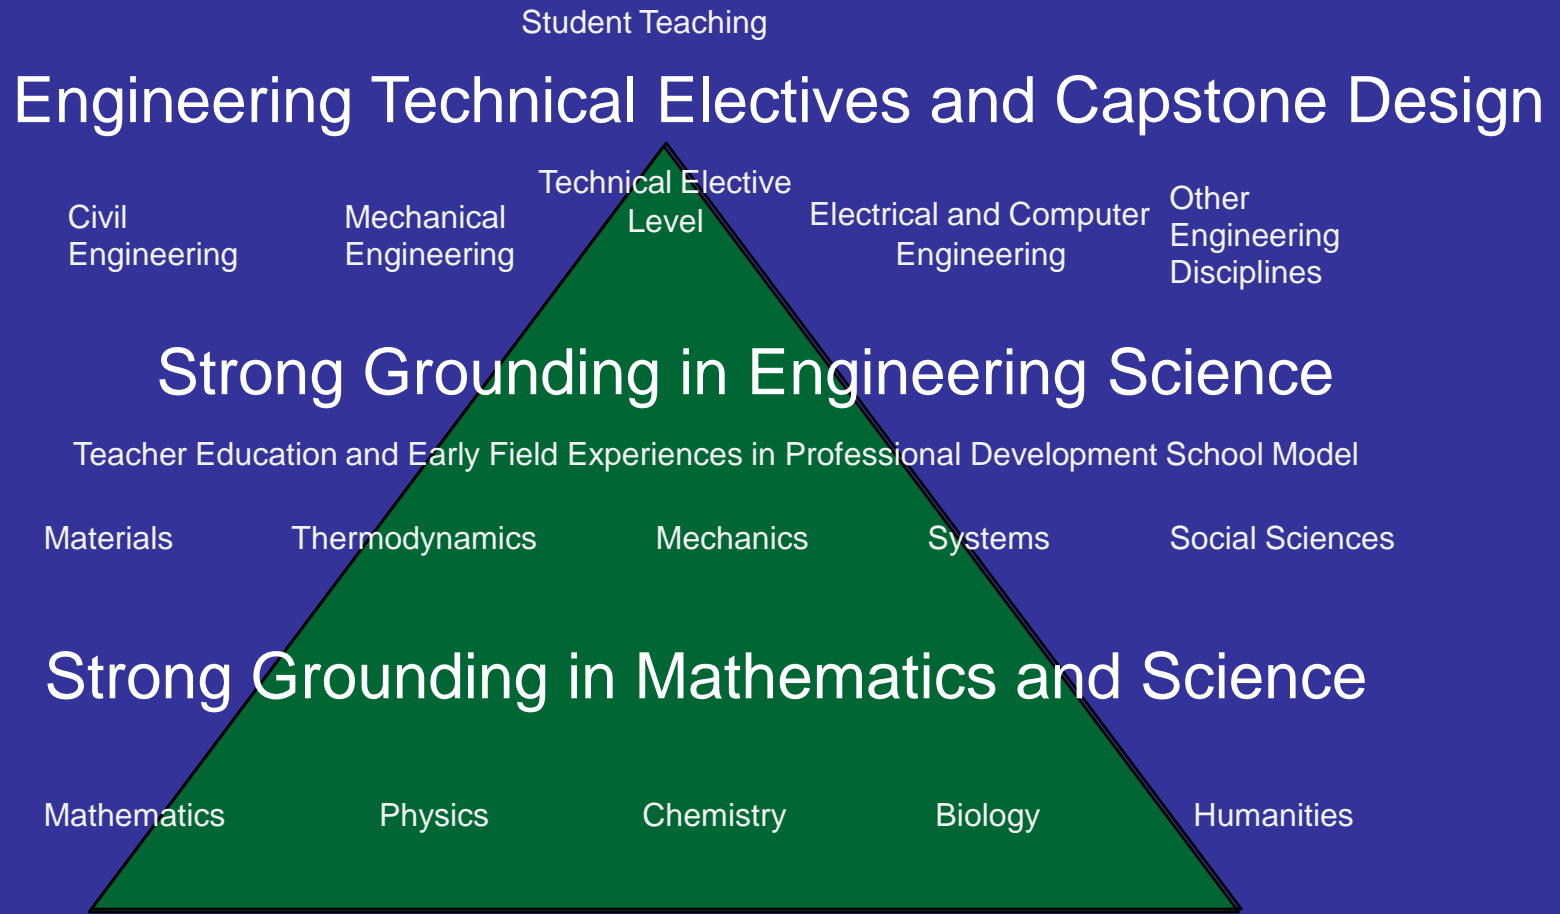 Student Teaching
Engineering Technical Electives and Capstone Design
Technical Elective
Level
Civil
Engineering
Mechanical
Engineering
Electrical and Computer
Engineering
Other
Engineering
Disciplines
Strong Grounding in Engineering Science
Teacher Education and Early Field Experiences in Professional Development School Model
Materials
Thermodynamics
Mechanics
Systems
Social Sciences
Strong Grounding in Mathematics and Science
Mathematics
Physics
Chemistry
Biology
Humanities